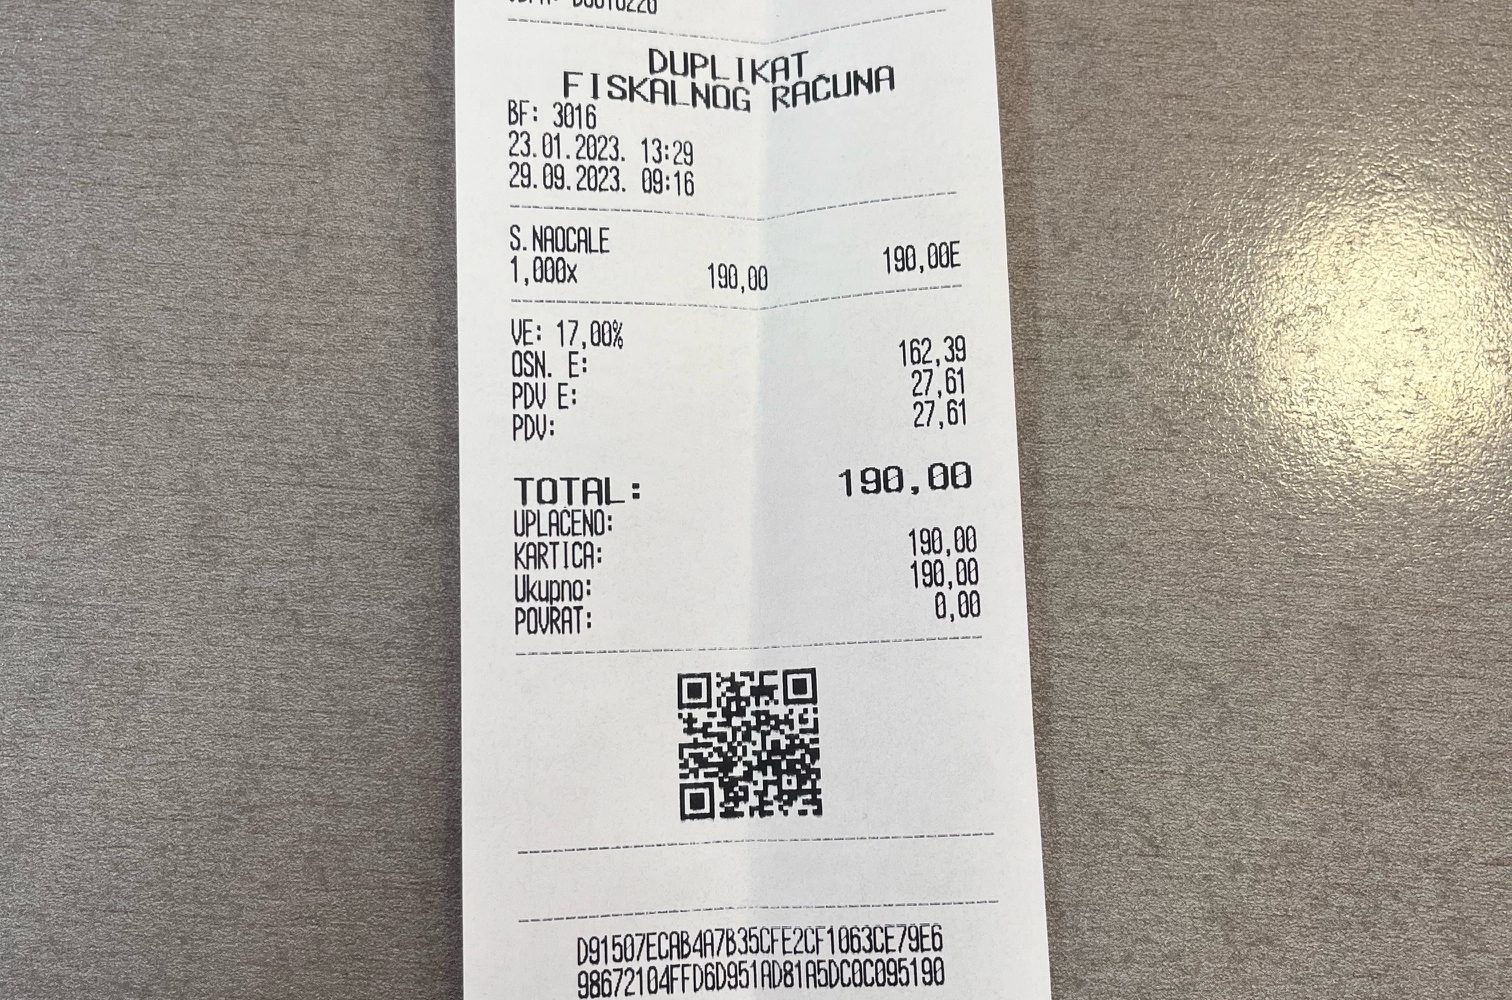 DUPLIKAT
FISKALNOG RACUNA
BF: 3016
23.01.2023. 13:29
29.09.2023. 09:16
S.NAOCALE
1,000x 190,00 190,00E
VE: 17,00%
OSN. E: 162,39
PDV E: 27,61
PDV: 27,61
TOTAL: 190,00
UPLAĆENO:
KARTICA: 190,00
Ukupno: 190,00
POVRAT: 0,00
D91507ECAB4A7B35CFE2CF1063CE79E6
98672104FFD6D951AD81A5DC0C095190